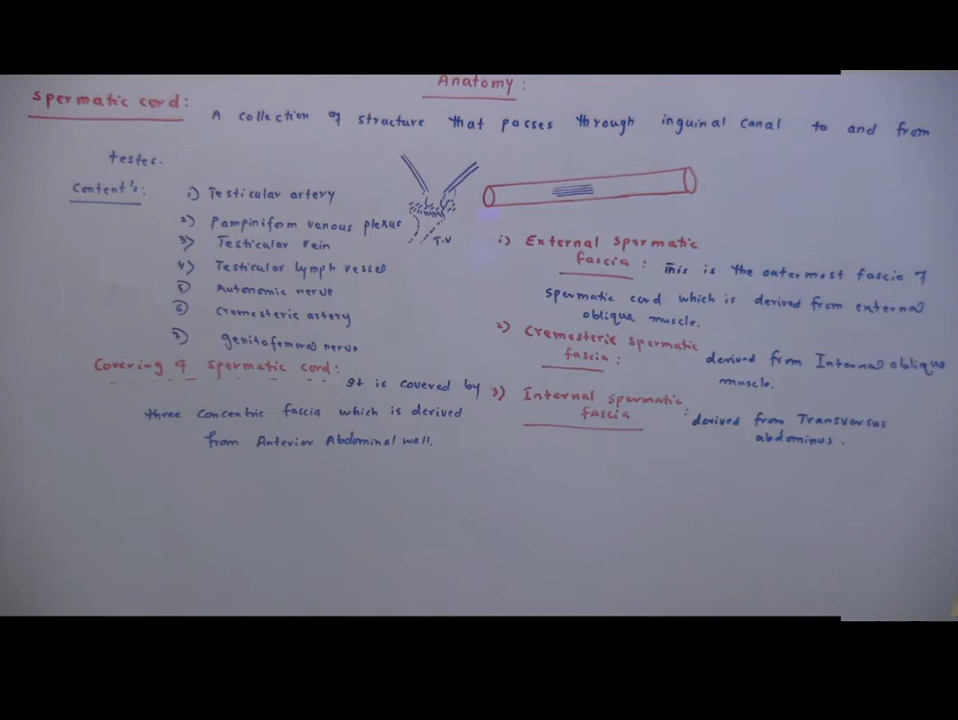 Anatomy:
Spermatic cord:
A collection of structure that passes through inguinal canal to and from
testes.
Content's:
1) Testicular artery
2) Pampiniform venous plexus
3) Testicular vein
4) Testicular lymph vessel
5) Autonomic nerve
6) Cremesteric artery
7) genitofemoral nerve
T.V
Covering of spermatic cord:
It is covered by
three concentric fascia which is derived
from Anterior Abdominal wall.
1) External spermatic
fascia: This is the outermost fascia of
spermatic cord which is derived from external
oblique muscle.
2) Cremesteric spermatic
fascia: derived from Internal oblique
muscle.
3) Internal spermatic
fascia: derived from Transversus
abdominus.